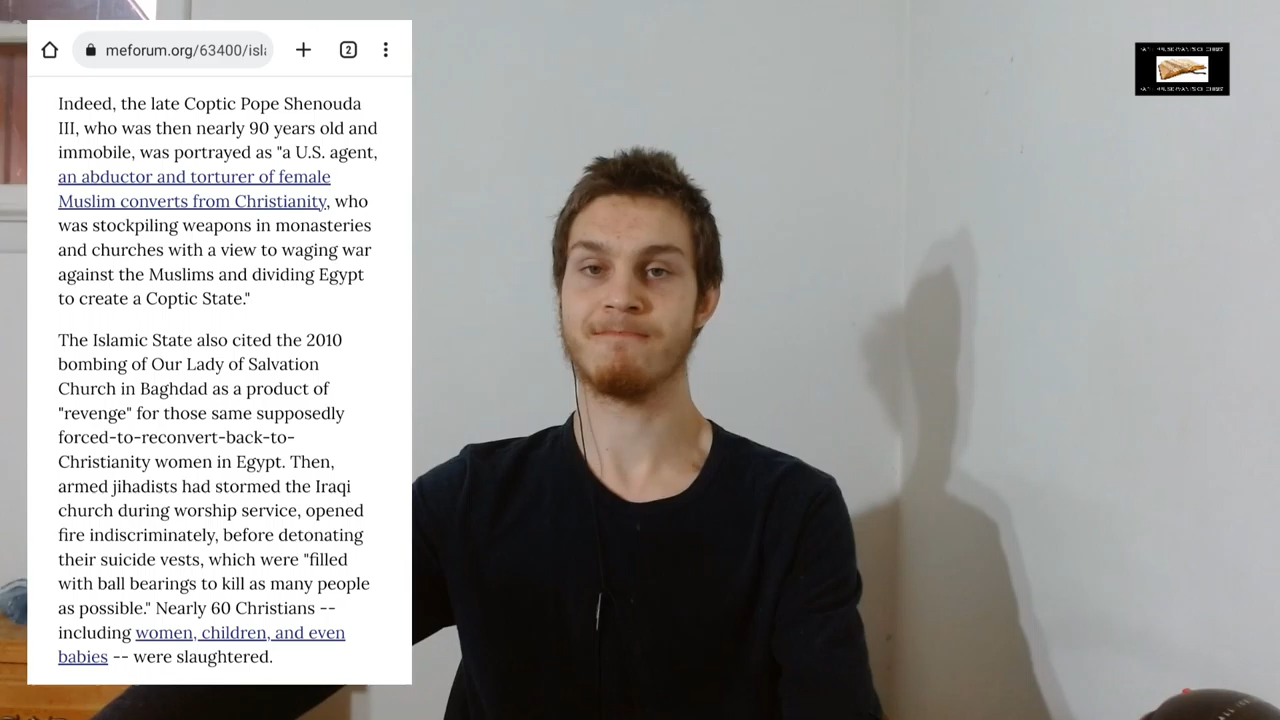 meforum.org/63400/isl
2
Indeed, the late Coptic Pope Shenouda
III, who was then nearly 90 years old and
immobile, was portrayed as "a U.S. agent,
an abductor and torturer of female
Muslim converts from Christianity, who
was stockpiling weapons in monasteries
and churches with a view to waging war
against the Muslims and dividing Egypt
to create a Coptic State."
The Islamic State also cited the 2010
bombing of Our Lady of Salvation
Church in Baghdad as a product of
"revenge" for those same supposedly
forced-to-reconvert-back-to-
Christianity women in Egypt. Then,
armed jihadists had stormed the Iraqi
church during worship service, opened
fire indiscriminately, before detonating
their suicide vests, which were "filled
with ball bearings to kill as many people
as possible." Nearly 60 Christians --
including women, children, and even
babies -- were slaughtered.